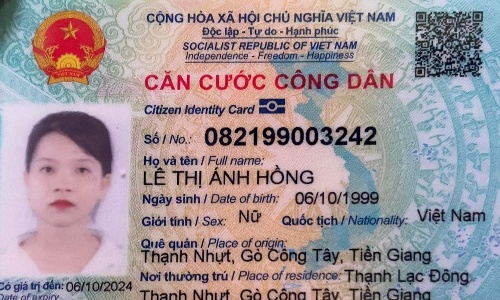 CỘNG HÒA XÃ HỘI CHỦ NGHĨA VIỆT NAM
Độc lập - Tự do - Hạnh phúc
SOCIALIST REPUBLIC OF VIET NAM
Independence - Freedom - Happiness
CĂN CƯỚC CÔNG DÂN
Citizen Identity Card
Số / No.: 082199003242
Họ và tên / Full name:
LÊ THỊ ÁNH HỒNG
Ngày sinh / Date of birth: 06/10/1999
Giới tính / Sex: Nữ Quốc tịch / Nationality: Việt Nam
Quê quán / Place of origin:
Thạnh Nhựt, Gò Công Tây, Tiền Giang
Nơi thường trú / Place of residence: Thạnh Lạc Đông
Thạnh Nhựt, Gò Công Tây, Tiền Giang
Có giá trị đến: 06/10/2024
Date of expiry